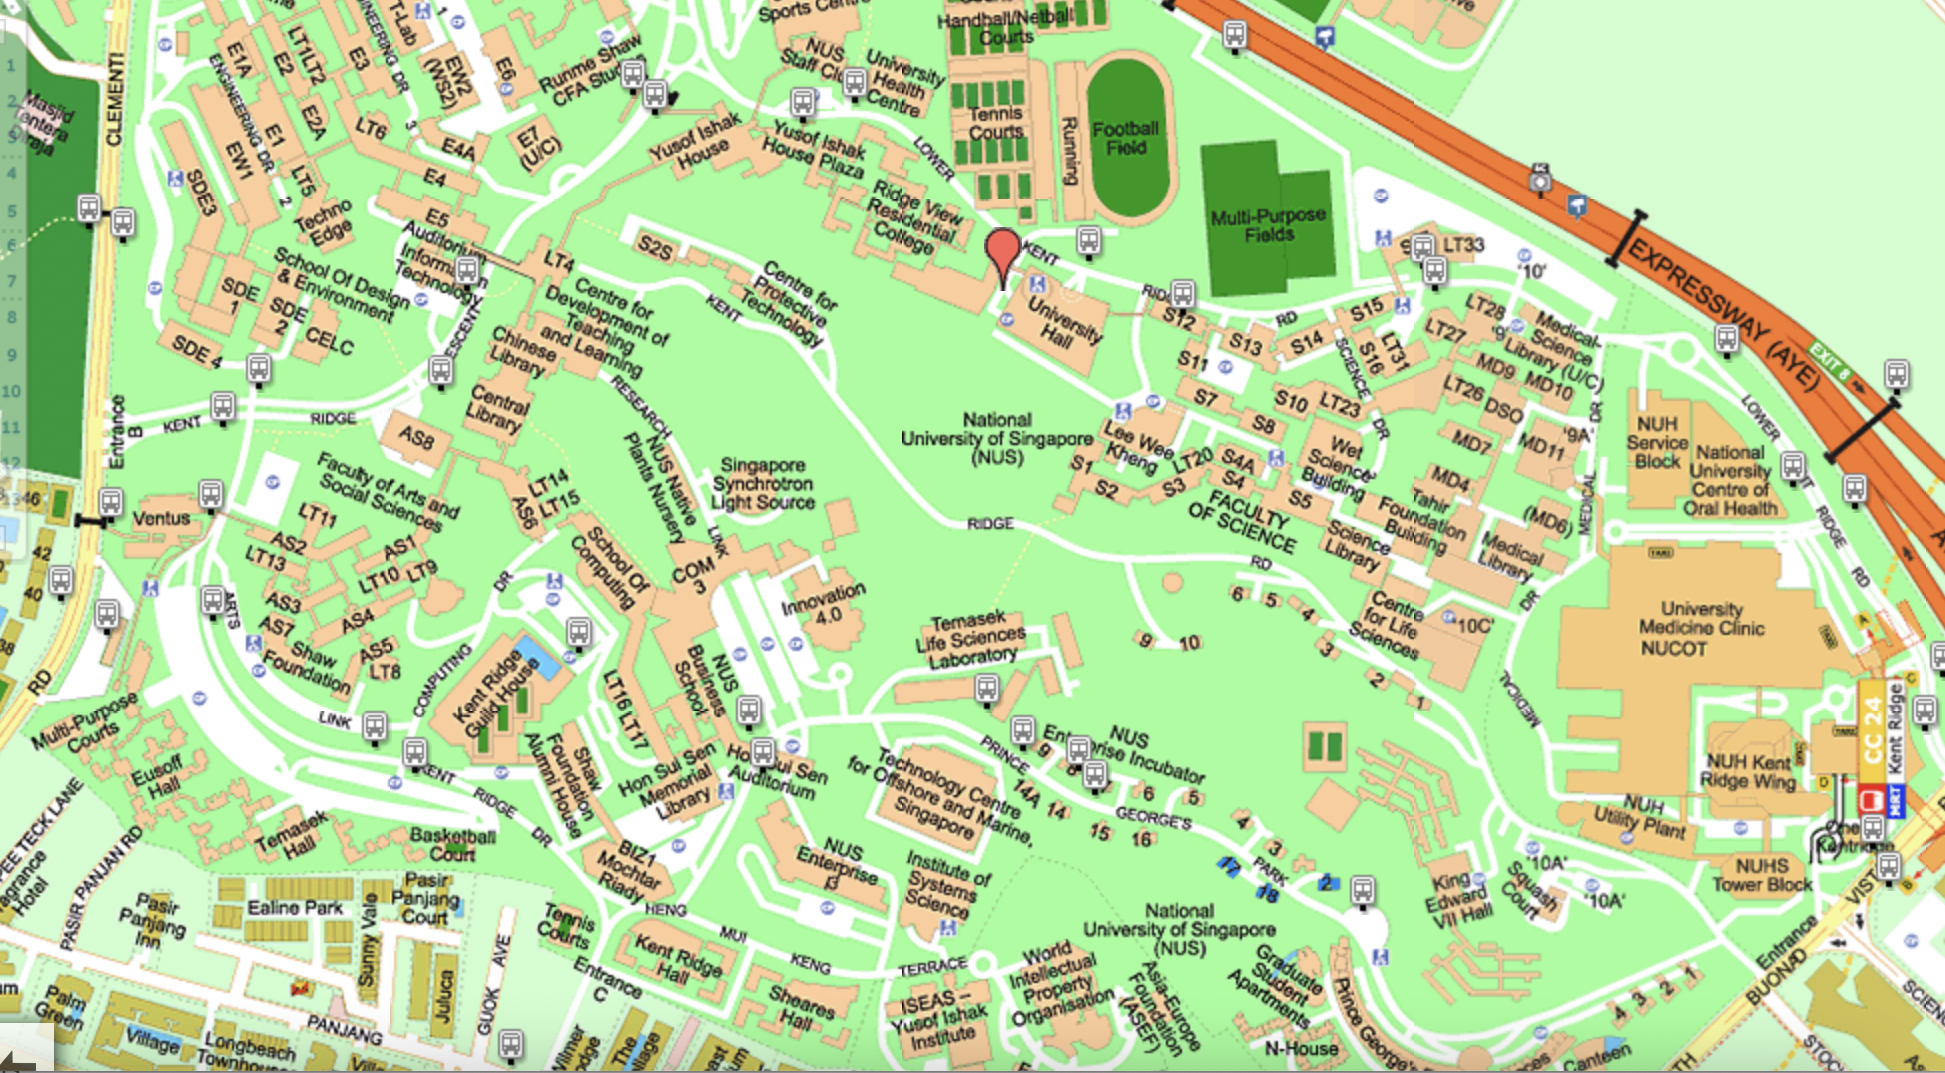 Sports Centre
Handball/Netball
Courts
NUS
University
Health
Centre
Runme Shaw
Tennis
Courts
Running
Football
Field
Multi-Purpose
Fields
CLEMENTI
Masjid
E1A
LT1
LT2
E2
E3
E2A
E1
EW1
EW2
(WS2)
E6
E7
(U/C)
ENGINEERING DR
LT6
3
E4A
E4
E5
LT5
2
Techno
Edge
SDE3
SDE
1
SDE
2
CELC
SDE 4
School Of Design
& Environment
Auditorium
Technology
LT4
Yusof Ishak
House
Yusof Ishak
House Plaza
LOWER
Ridge View
Residential
College
KENT
S2S
Centre for
Protective
Technology
KENT
Centre for
Development of
Teaching
and Learning
Chinese
Library
Central
Library
RESEARCH
LINK
NUS Native
Plants Nursery
Singapore
Synchrotron
Light Source
University
Hall
RD
S12
S11
S13
S14
S15
S16
LT31
LT33
'10'
LT28
LT27
LT26
'9'
Medical
Science
Library (U/C)
MD9
MD10
DSO
MD7
MD11
'9A'
MD4
(MD6)
SCIENCE
DR
S7
S8
S10
LT23
Wet
Science
Building
Lee Wee
Kheng
LT20
S1
S2
S3
S4A
S4
S5
FACULTY
OF SCIENCE
Science
Library
Tahir
Foundation
Building
Medical
Library
MEDICAL
DR
National
University of Singapore
(NUS)
EXPRESSWAY (AYE)
EXIT 8
LOWER
KENT
RIDGE
RD
NUH
Service
Block
National
University
Centre of
Oral Health
Entrance
B
KENT
RIDGE
CRESCENT
AS8
Faculty of Arts and
Social Sciences
LT14
LT15
AS6
Ventus
LT11
AS2
LT13
AS1
LT10
LT9
AS3
AS4
AS7
AS5
LT8
Shaw
Foundation
ARTS
LINK
COMPUTING
DR
School Of
Computing
COM
3
Innovation
4.0
RIDGE
RD
Kent Ridge
Guild House
LT16
LT17
NUS
Business
School
Temasek
Life Sciences
Laboratory
9
10
6
5
4
3
2
1
Centre
for Life
Sciences
'10C'
MEDICAL
DR
University
Medicine Clinic
NUCOT
346
42
40
38
RD
Multi-Purpose
Courts
Eusoff
Hall
Temasek
Hall
Basketball
Court
KENT
RIDGE
DR
Shaw
Foundation
Alumni House
Hon Sui Sen
Memorial
Library
Hon Sui Sen
Auditorium
BIZ1
Mochtar
Riady
Technology Centre
for Offshore and Marine,
Singapore
PRINCE
GEORGE'S
PARK
NUS
Enterprise Incubator
9
8
6
5
14A
14
15
16
4
3
17
18
2
NUS
Enterprise
Institute of
Systems
Science
National
University of Singapore
(NUS)
King
Edward
VII Hall
'10A'
Squash
Court
'10A'
NUH Kent
Ridge Wing
NUH
Utility Plant
NUHS
Tower Block
CC 24
Kent Ridge
MRT
One
Kentridge
Entrance
BUONA
VISTA
PASIR PANJANG RD
PEE TECK LANE
Hotel
Pasir
Panjang
Inn
Ealine Park
Sunny Vale
Pasir
Panjang
Court
Palm
Green
Village
Longbeach
PANJANG
Juluca
GUOK
AVE
Tennis
Courts
Entrance
C
HENG
MUI
KENG
TERRACE
Kent Ridge
Hall
Sheares
Hall
ISEAS –
Yusof Ishak
Institute
World
Intellectual
Property
Organisation
Asia-Europe
Foundation
(ASEF)
Graduate
Student
Apartments
N-House
Prince George's
Canteen
4
3
2
1